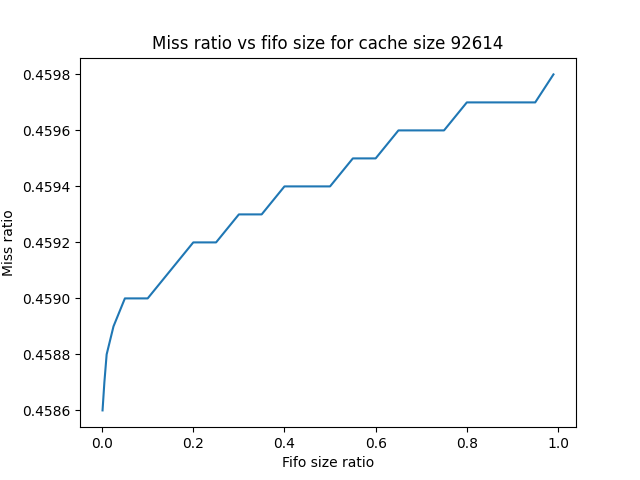 Miss ratio vs fifo size for cache size 92614
0.4598
0.4596
0.4594
0.4592
0.4590
0.4588
0.4586
Miss ratio
0.0 0.2 0.4 0.6 0.8 1.0
Fifo size ratio